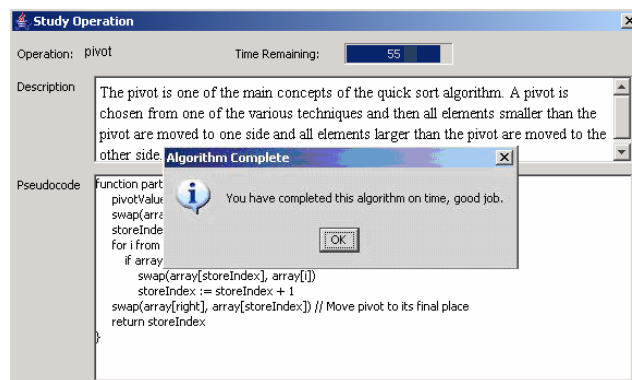 Study Operation
Operation: pivot
Time Remaining: 55
Description
The pivot is one of the main concepts of the quick sort algorithm. A pivot is
chosen from one of the various techniques and then all elements smaller than the
pivot are moved to one side and all elements larger than the pivot are moved to the
other side.
Algorithm Complete
You have completed this algorithm on time, good job.
OK
Pseudocode
function part
pivotValue
swap(arra
storeInde
for i from
if array
swap(array[storeIndex], array[i])
storeIndex := storeIndex + 1
swap(array[right], array[storeIndex]) // Move pivot to its final place
return storeIndex
}